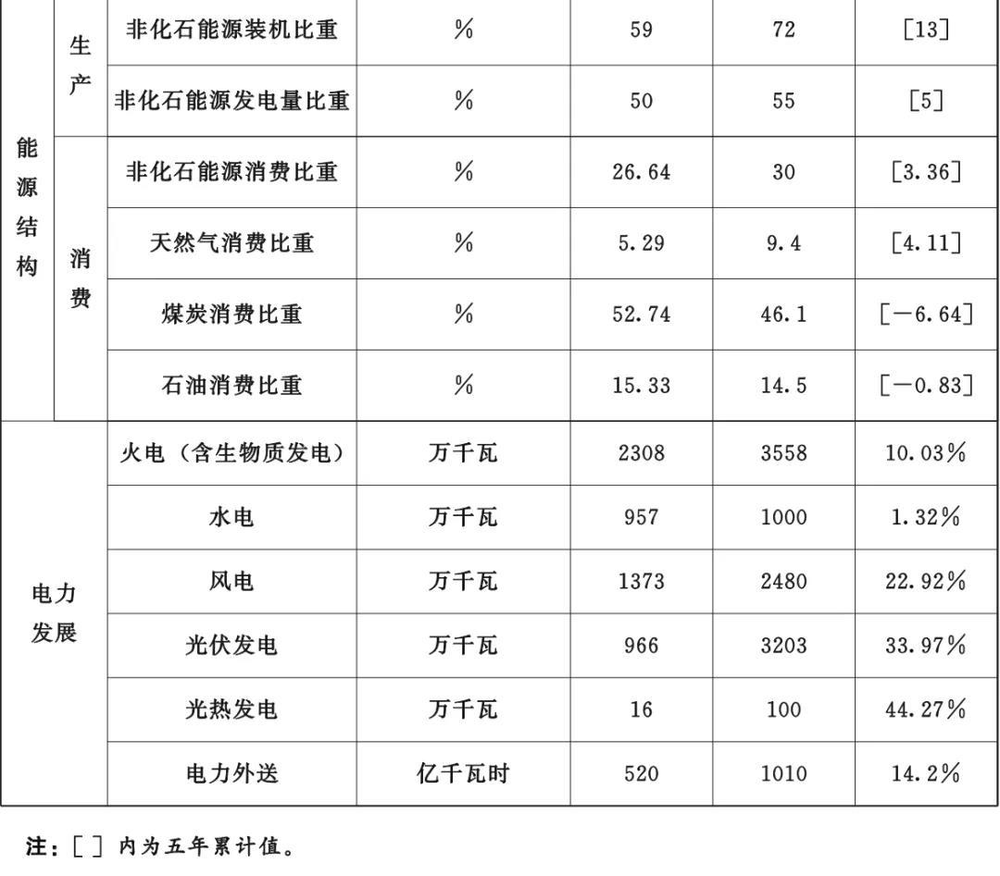 能源结构
生产
非化石能源装机比重 % 59 72 [13]
非化石能源发电量比重 % 50 55 [5]
消费
非化石能源消费比重 % 26.64 30 [3.36]
天然气消费比重 % 5.29 9.4 [4.11]
煤炭消费比重 % 52.74 46.1 [-6.64]
石油消费比重 % 15.33 14.5 [-0.83]
电力发展
火电（含生物质发电） 万千瓦 2308 3558 10.03%
水电 万千瓦 957 1000 1.32%
风电 万千瓦 1373 2480 22.92%
光伏发电 万千瓦 966 3203 33.97%
光热发电 万千瓦 16 100 44.27%
电力外送 亿千瓦时 520 1010 14.2%
注：[ ] 内为五年累计值。